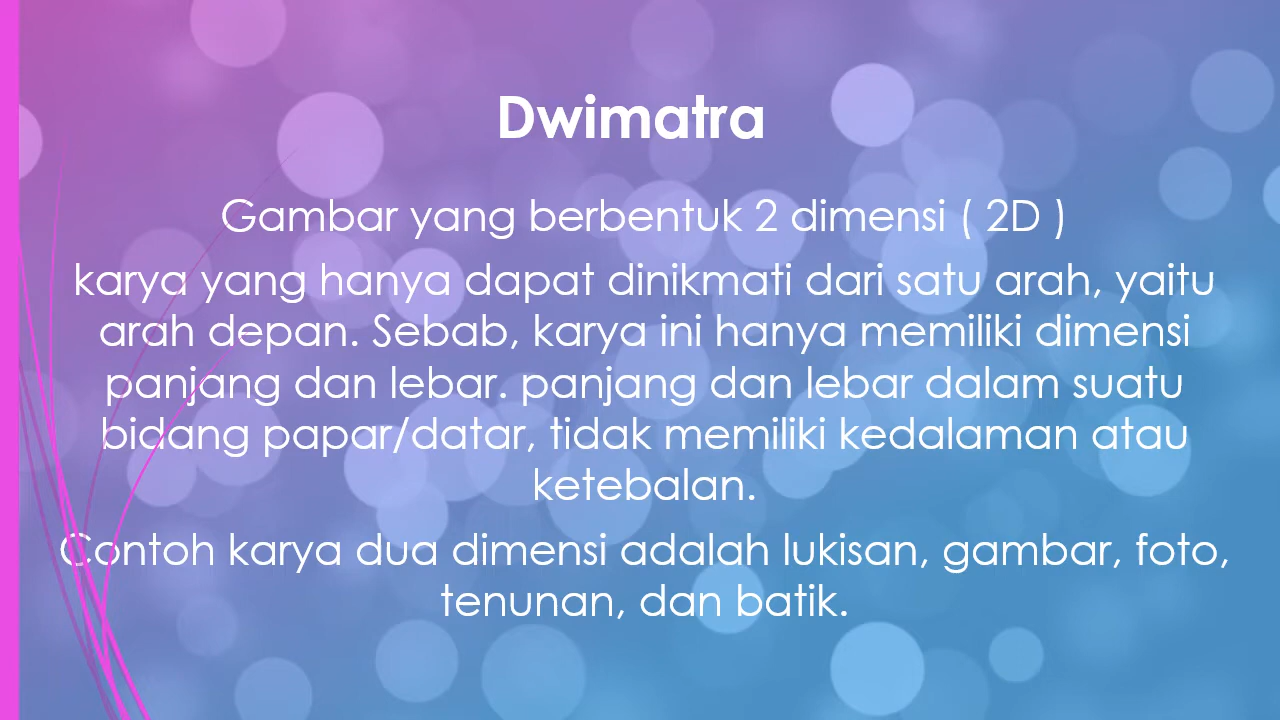 Dwimatra
Gambar yang berbentuk 2 dimensi ( 2D )
karya yang hanya dapat dinikmati dari satu arah, yaitu
arah depan. Sebab, karya ini hanya memiliki dimensi
panjang dan lebar. panjang dan lebar dalam suatu
bidang papar/datar, tidak memiliki kedalaman atau
ketebalan.
Contoh karya dua dimensi adalah lukisan, gambar, foto,
tenunan, dan batik.